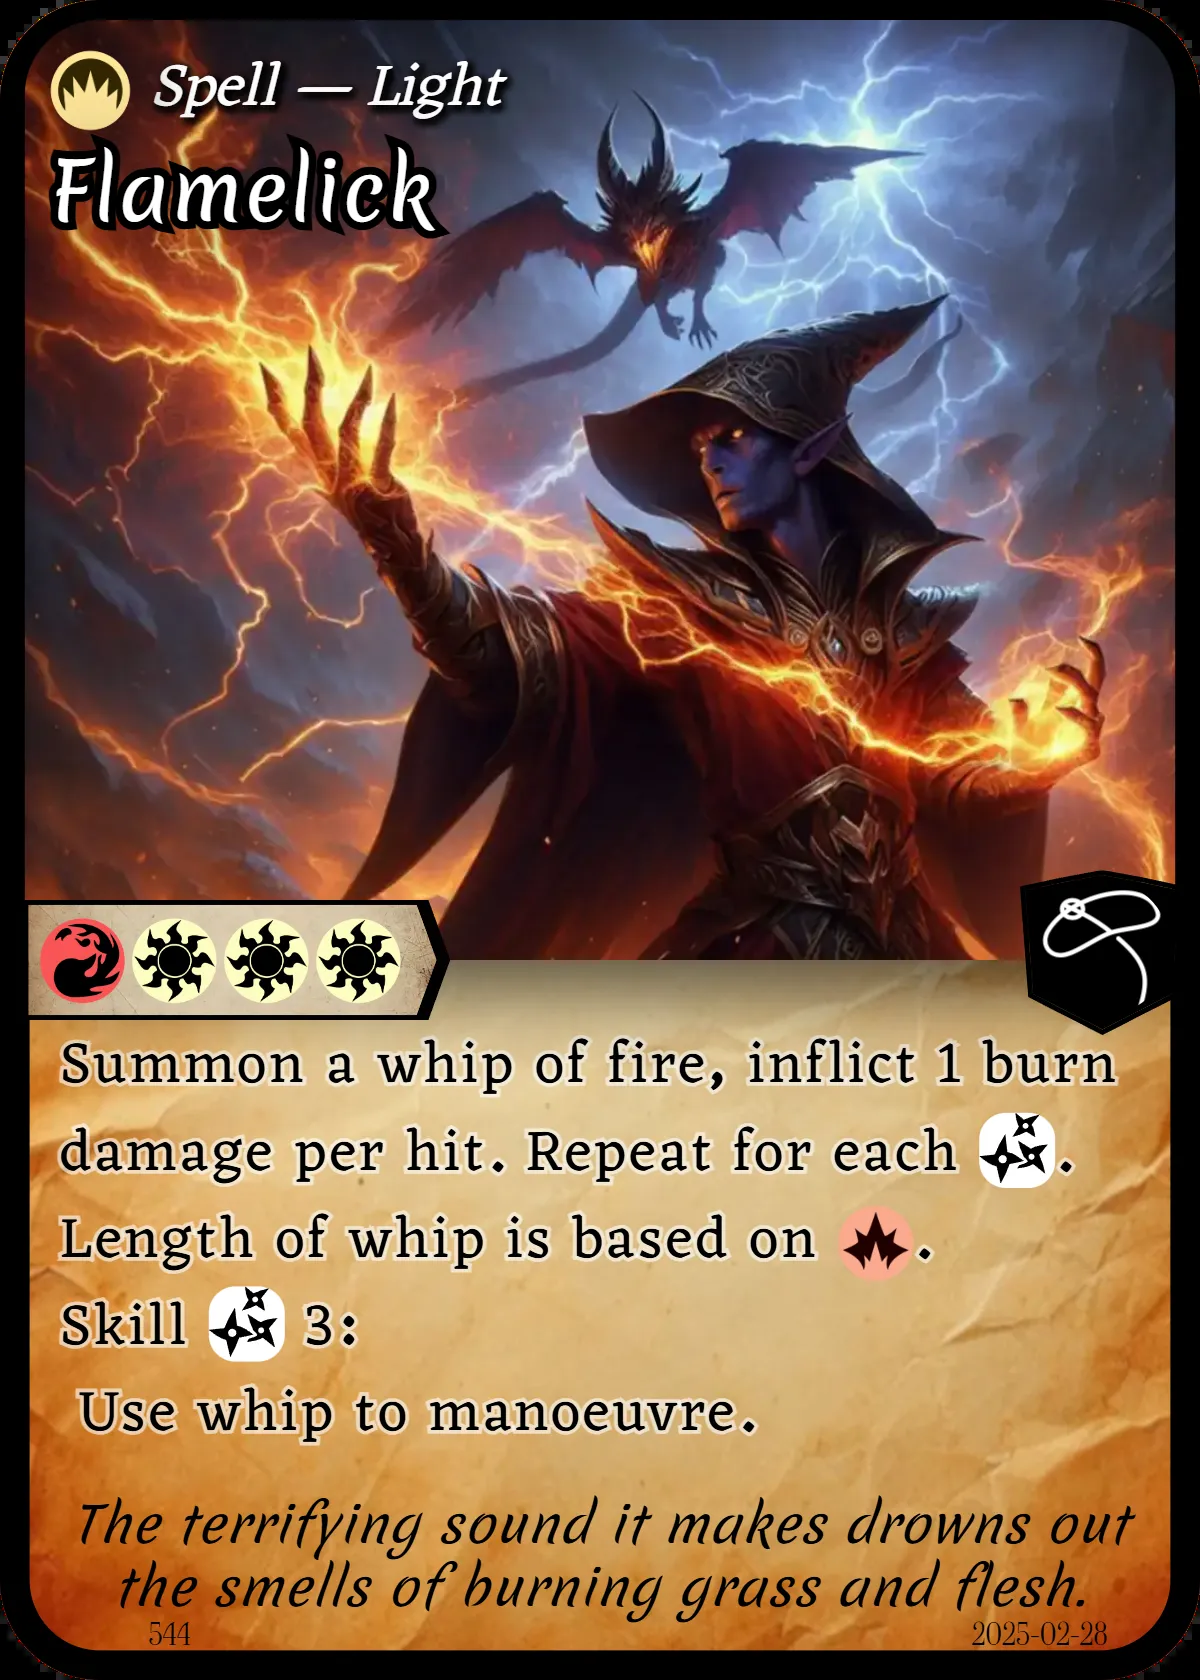 Spell — Light
Flamelick
Summon a whip of fire, inflict 1 burn
damage per hit. Repeat for each .
Length of whip is based on .
Skill 3:
Use whip to manoeuvre.
The terrifying sound it makes drowns out
the smells of burning grass and flesh.
544
2025-02-28